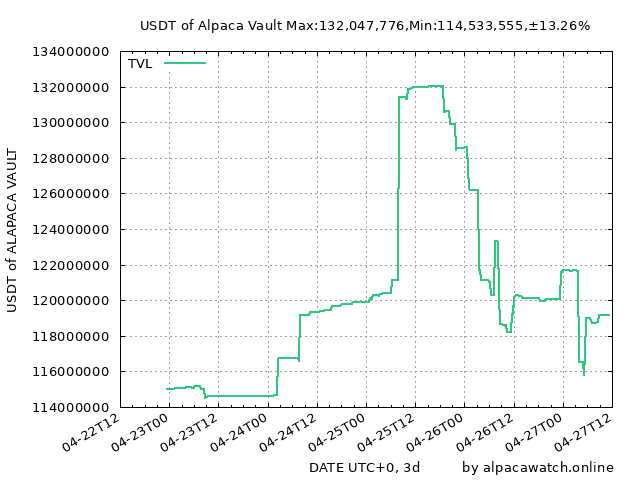 USDT of Alpaca Vault Max:132,047,776,Min:114,533,555,±13.26%
134000000
TVL
132000000
130000000
128000000
126000000
124000000
122000000
120000000
118000000
116000000
114000000
USDT of ALAPACA VAULT
04-22T12
04-23T00
04-23T12
04-24T00
04-24T12
04-25T00
04-25T12
04-26T00
04-26T12
04-27T00
04-27T12
DATE UTC+0, 3d
by alpacawatch.online